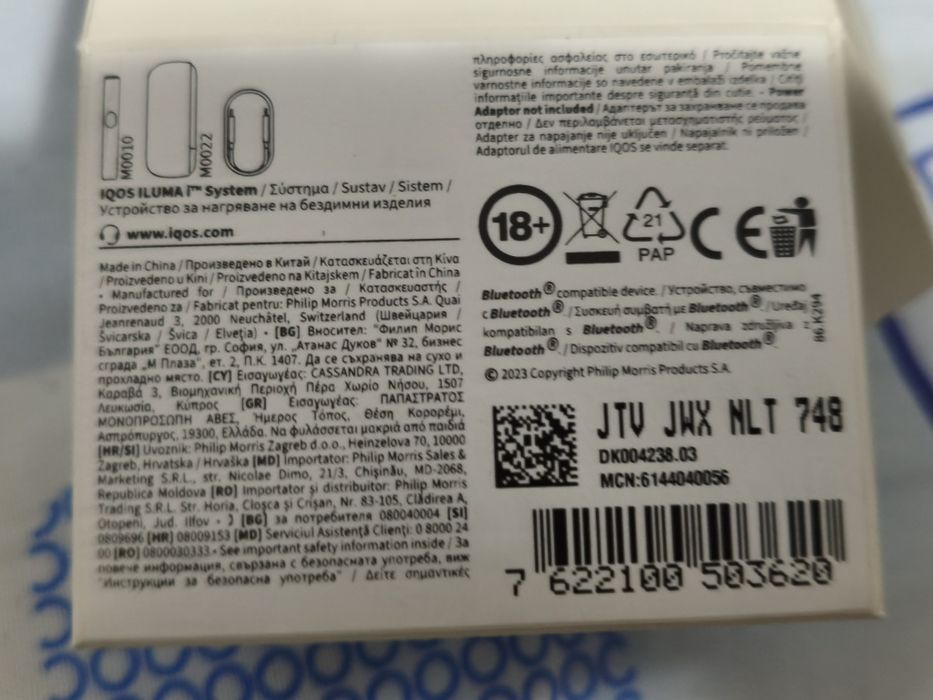 M0010
M0022
IQOS ILUMA i™ System / Σύστημα / Sustav / Sistem /
Устройство за нагряване на бездимни изделия
www.iqos.com
Made in China / Произведено в Китай / Κατασκευάζεται στη Κίνα
/ Proizvedeno u Kini / Proizvedeno na Kitajskem / Fabricat în China
• Manufactured for / Произведено за / Κατασκευαστής /
Proizvedeno za / Fabricat pentru: Philip Morris Products S.A. Quai
Jeanrenaud 3, 2000 Neuchâtel, Switzerland (Швейцария /
Švicarska / Švica / Elveția) • [BG] Вносител: "Филип Морис
България" ЕООД, гр. София, ул. „Атанас Дуков" № 32, бизнес
сграда „М Плаза", ет. 2, П.К. 1407. Да се съхранява на сухо и
прохладно място. [CY] Εισαγωγέας: CASSANDRA TRADING LTD,
Καραβά 3, Βιομηχανική Περιοχή Πέρα Χωρίο Νήσου, 1507
Λευκωσία, Κύπρος [GR] Εισαγωγέας: ΠΑΠΑΣΤΡΑΤΟΣ
ΜΟΝΟΠΡΟΣΩΠΗ ΑΒΕΣ, Ήμερος Τόπος, Θέση Κορορέμι,
Ασπρόπυργος, 19300, Ελλάδα. Να φυλάσσεται μακριά από παιδιά
[HR/SI] Uvoznik: Philip Morris Zagreb d.o.o., Heinzelova 70, 10000
Zagreb, Hrvatska / Hrvaška [MD] Importator: Philip Morris Sales &
Marketing S.R.L., str. Nicolae Dimo, 21/3, Chișinău, MD-2068,
Republica Moldova [RO] Importator și distribuitor: Philip Morris
Trading S.R.L. Str. Horia, Cloșca și Crișan, Nr. 83-105, Clădirea A,
Otopeni, Jud. Ilfov • [BG] за потребителя 080040004 [SI]
0809696 [HR] 08009153 [MD] Serviciul Asistență Clienți: 0 8000 24
00 [RO] 0800030333 • See important safety information inside / За
повече информация, свързана с безопасната употреба, виж
"Инструкции за безопасна употреба" / Δείτε σημαντικές
πληροφορίες ασφαλείας στο εσωτερικό / Pročitajte važne
sigurnosne informacije unutar pakiranja / Pomembne
varnostne informacije so navedene v embalaži izdelka / Citiți
informațiile importante despre siguranță din cutie. • Power
Adaptor not included / Адаптерът за захранване се продава
отделно / Δεν περιλαμβάνεται μετασχηματιστής ρεύματος /
Adapter za napajanje nije uključen / Napajalnik ni priložen /
Adaptorul de alimentare IQOS se vinde separat.
18+
21
PAP
CE
Bluetooth® compatible device. / Устройство, съвместимо
с Bluetooth® / Συσκευή συμβατή με Bluetooth® / Uređaj
kompatibilan s Bluetooth® / Naprava združljiva z
Bluetooth® / Dispozitiv compatibil cu Bluetooth®
© 2023 Copyright Philip Morris Products S.A.
JTV JWX NLT 748
DK004238.03
MCN:6144040056
7 622100 503620